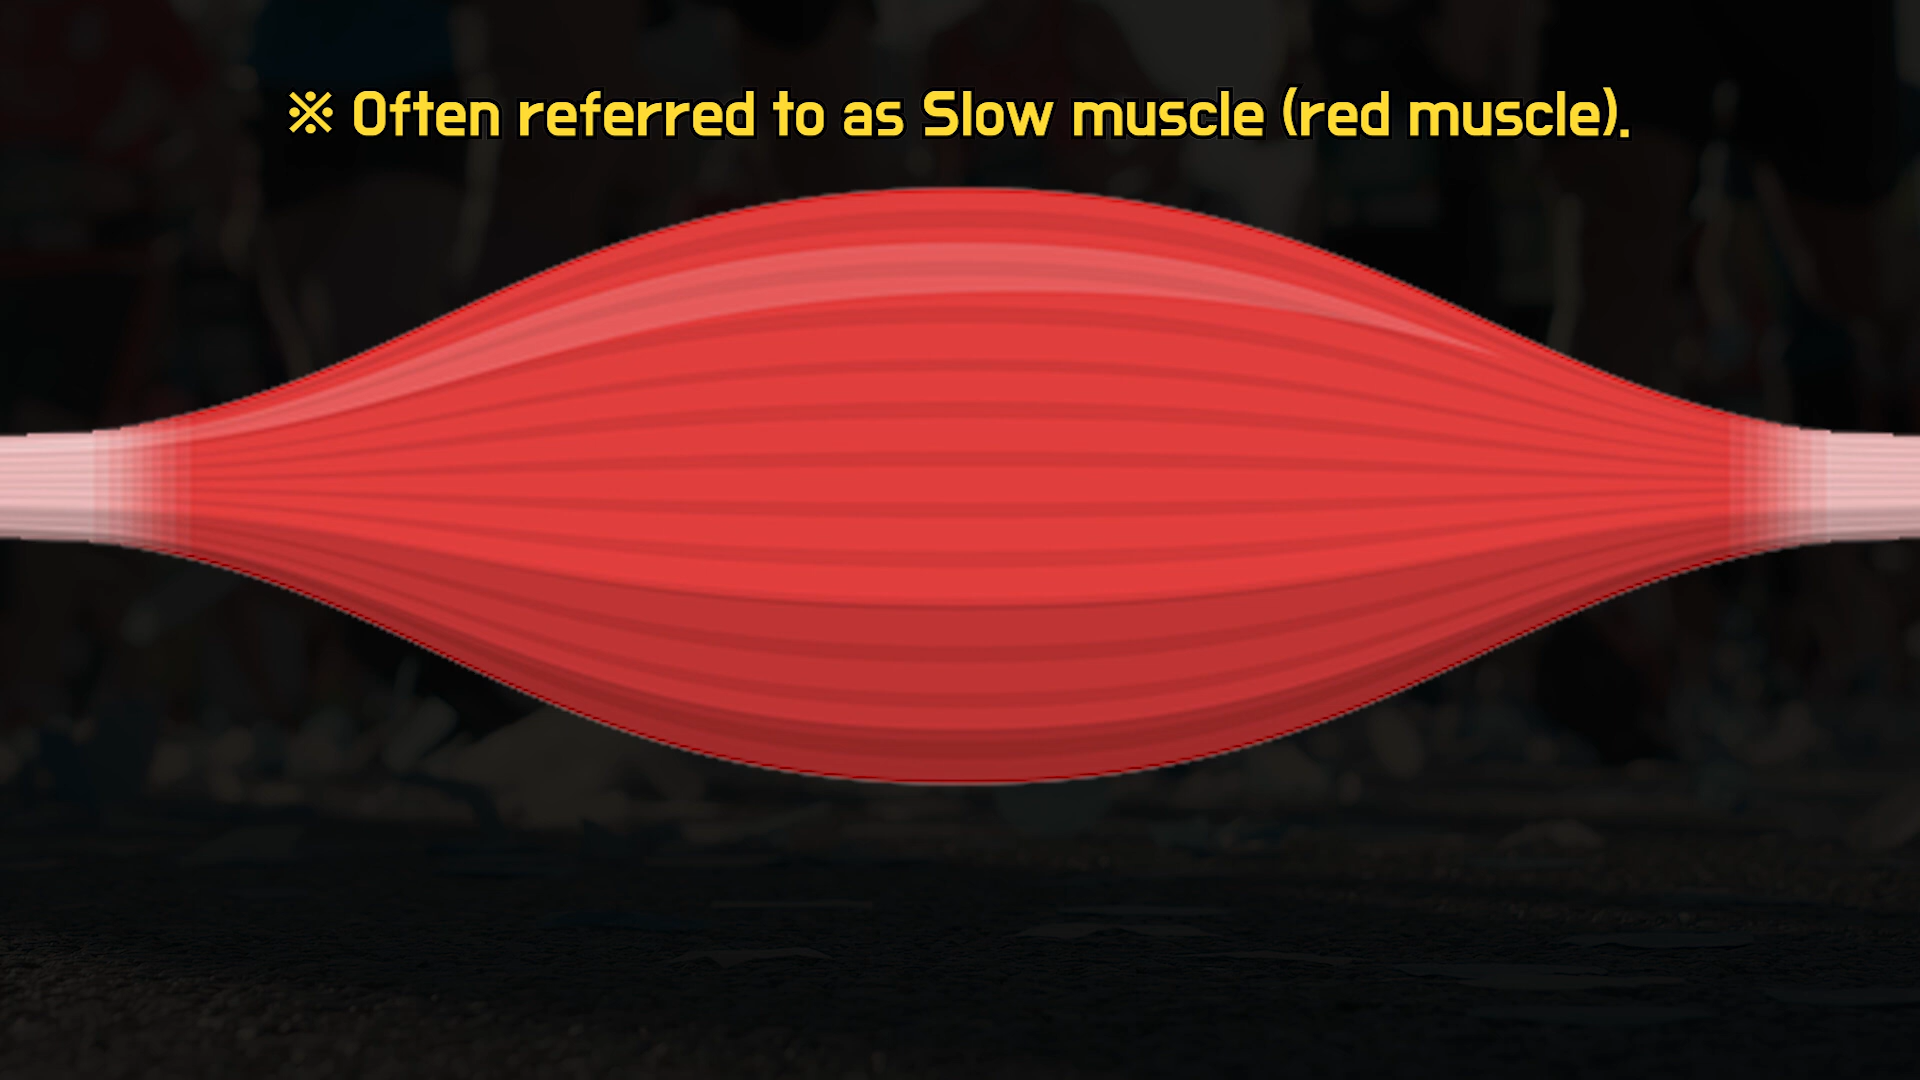 ※ Often referred to as Slow muscle (red muscle).